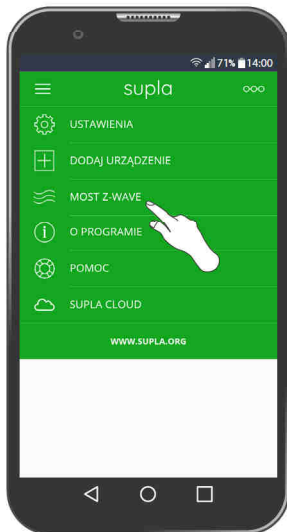 71% 14:00
supla
USTAWIENIA
DODAJ URZĄDZENIE
MOST Z-WAVE
O PROGRAMIE
POMOC
SUPLA CLOUD
WWW.SUPLA.ORG